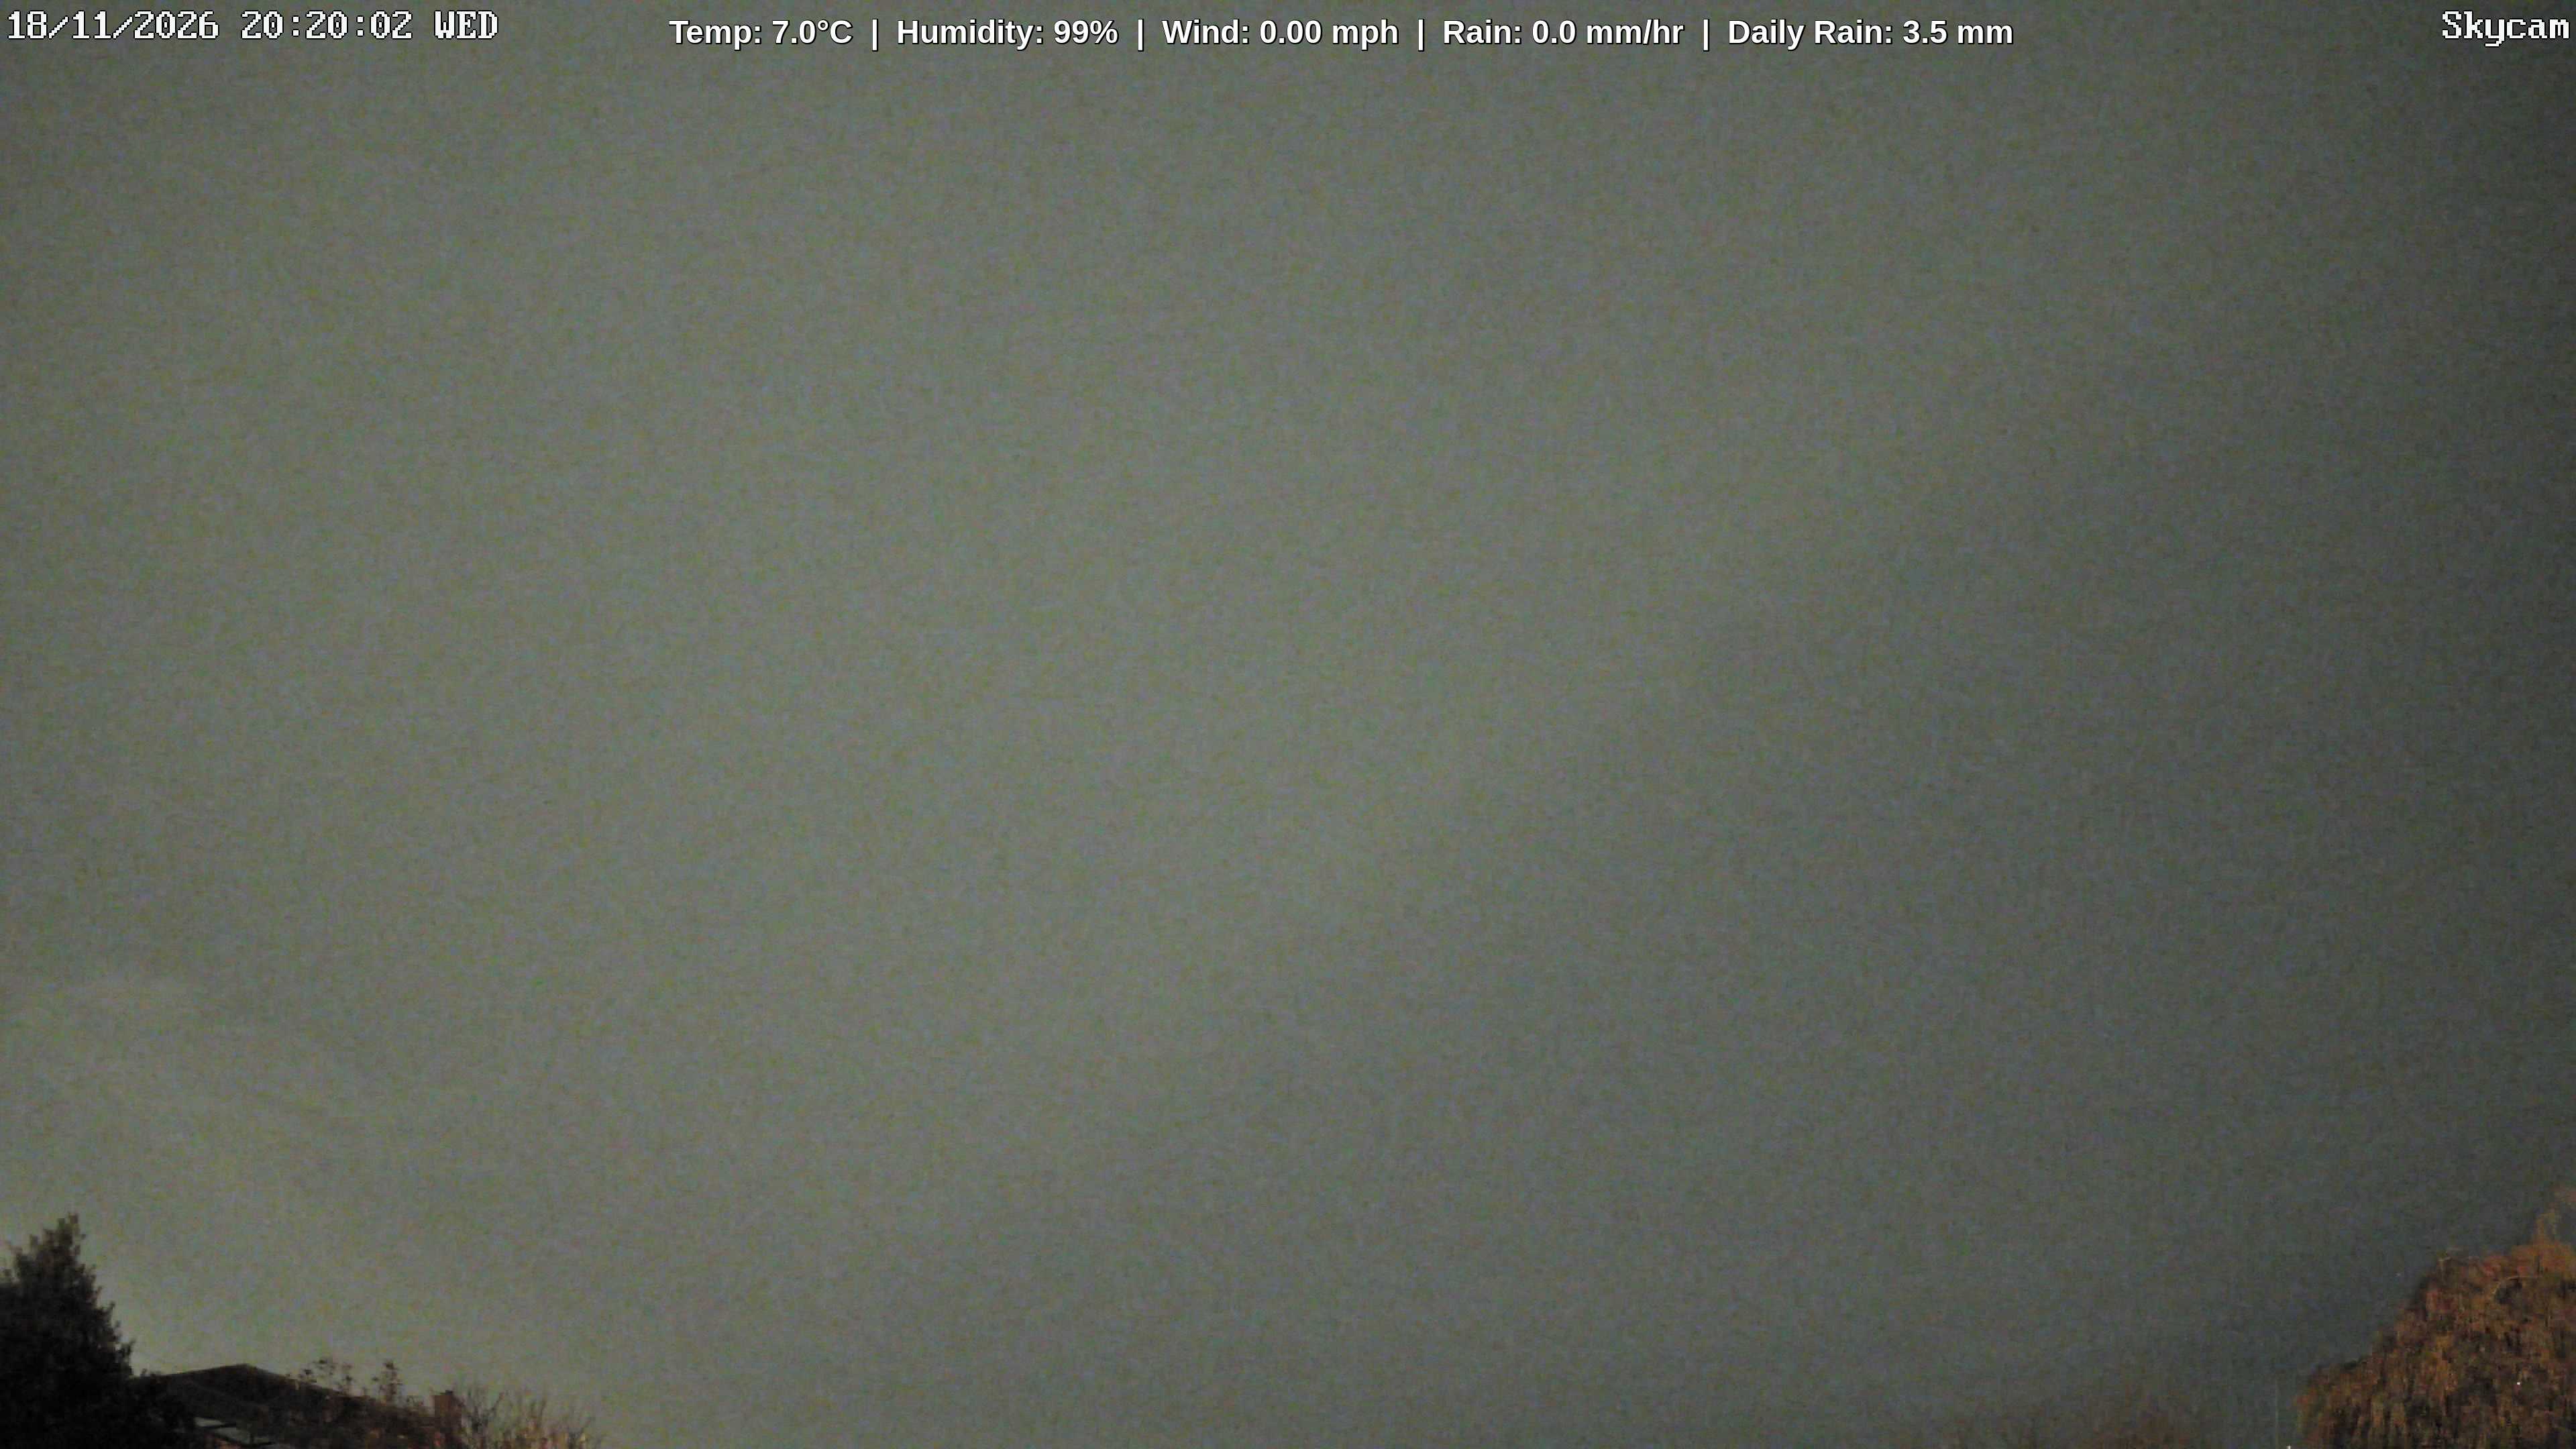 18/11/2026 20:20:02 WED
Temp: 7.0°C | Humidity: 99% | Wind: 0.00 mph | Rain: 0.0 mm/hr | Daily Rain: 3.5 mm
Skycam